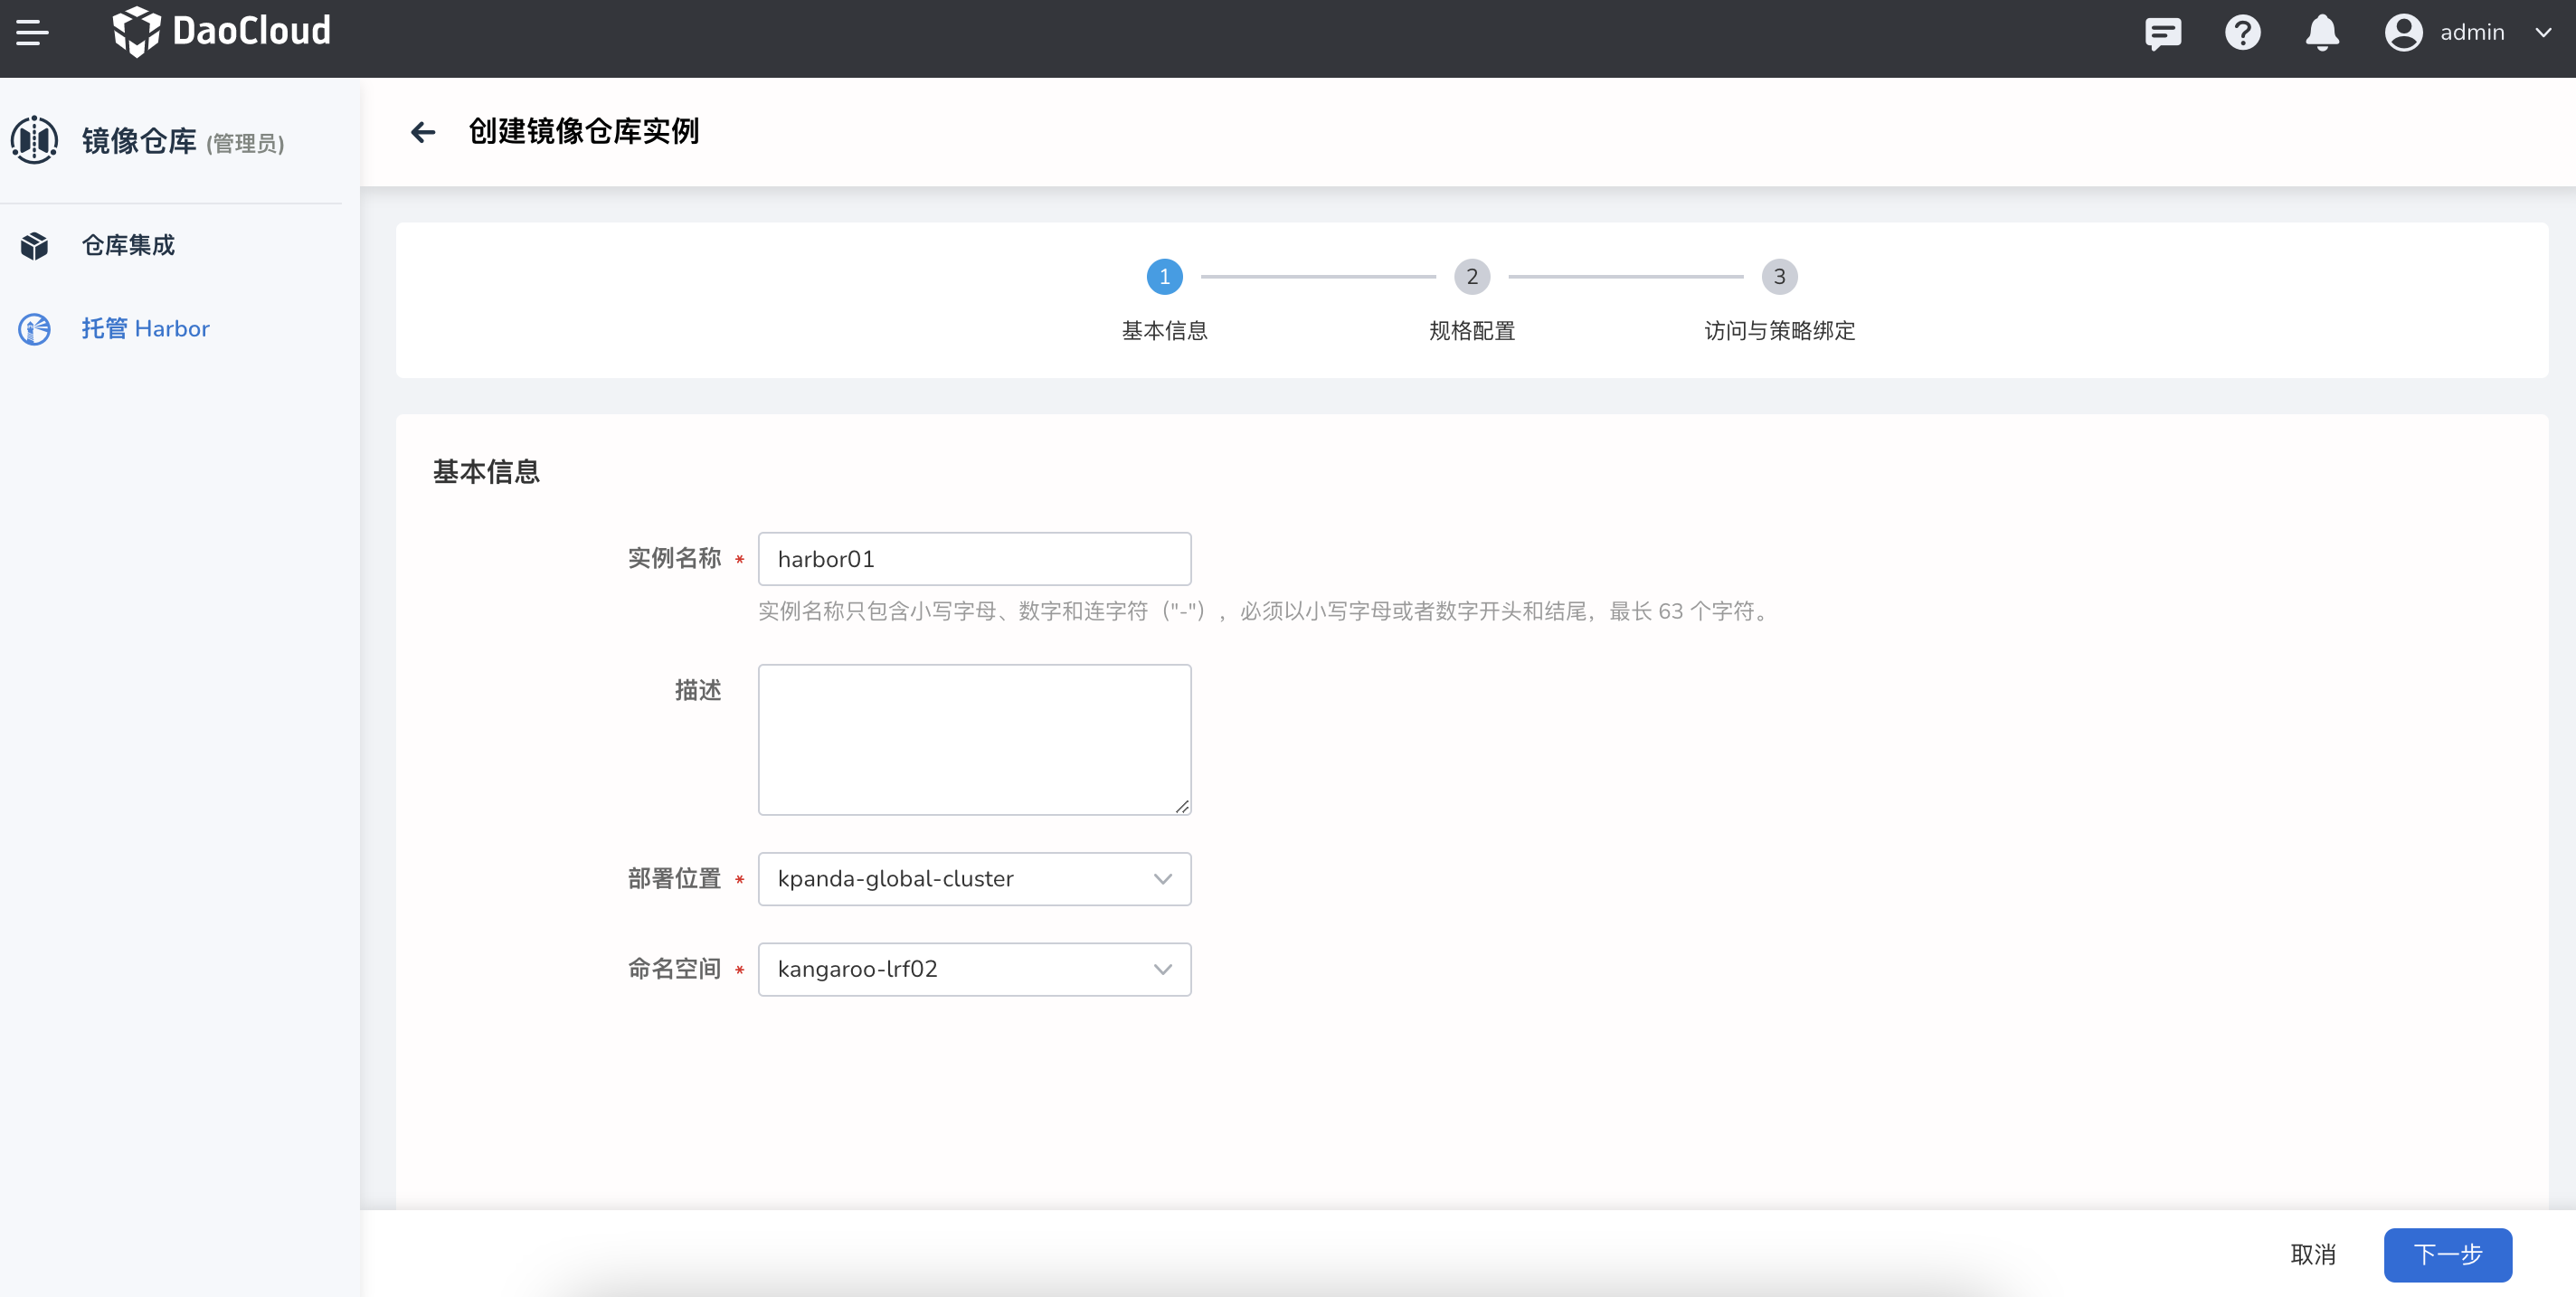 DaoCloud
admin
镜像仓库 (管理员)
仓库集成
托管 Harbor
创建镜像仓库实例
1
2
3
基本信息
规格配置
访问与策略绑定
基本信息
实例名称 *
harbor01
实例名称只包含小写字母、数字和连字符（"-"），必须以小写字母或者数字开头和结尾，最长 63 个字符。
描述
部署位置 *
kpanda-global-cluster
命名空间 *
kangaroo-lrf02
取消
下一步